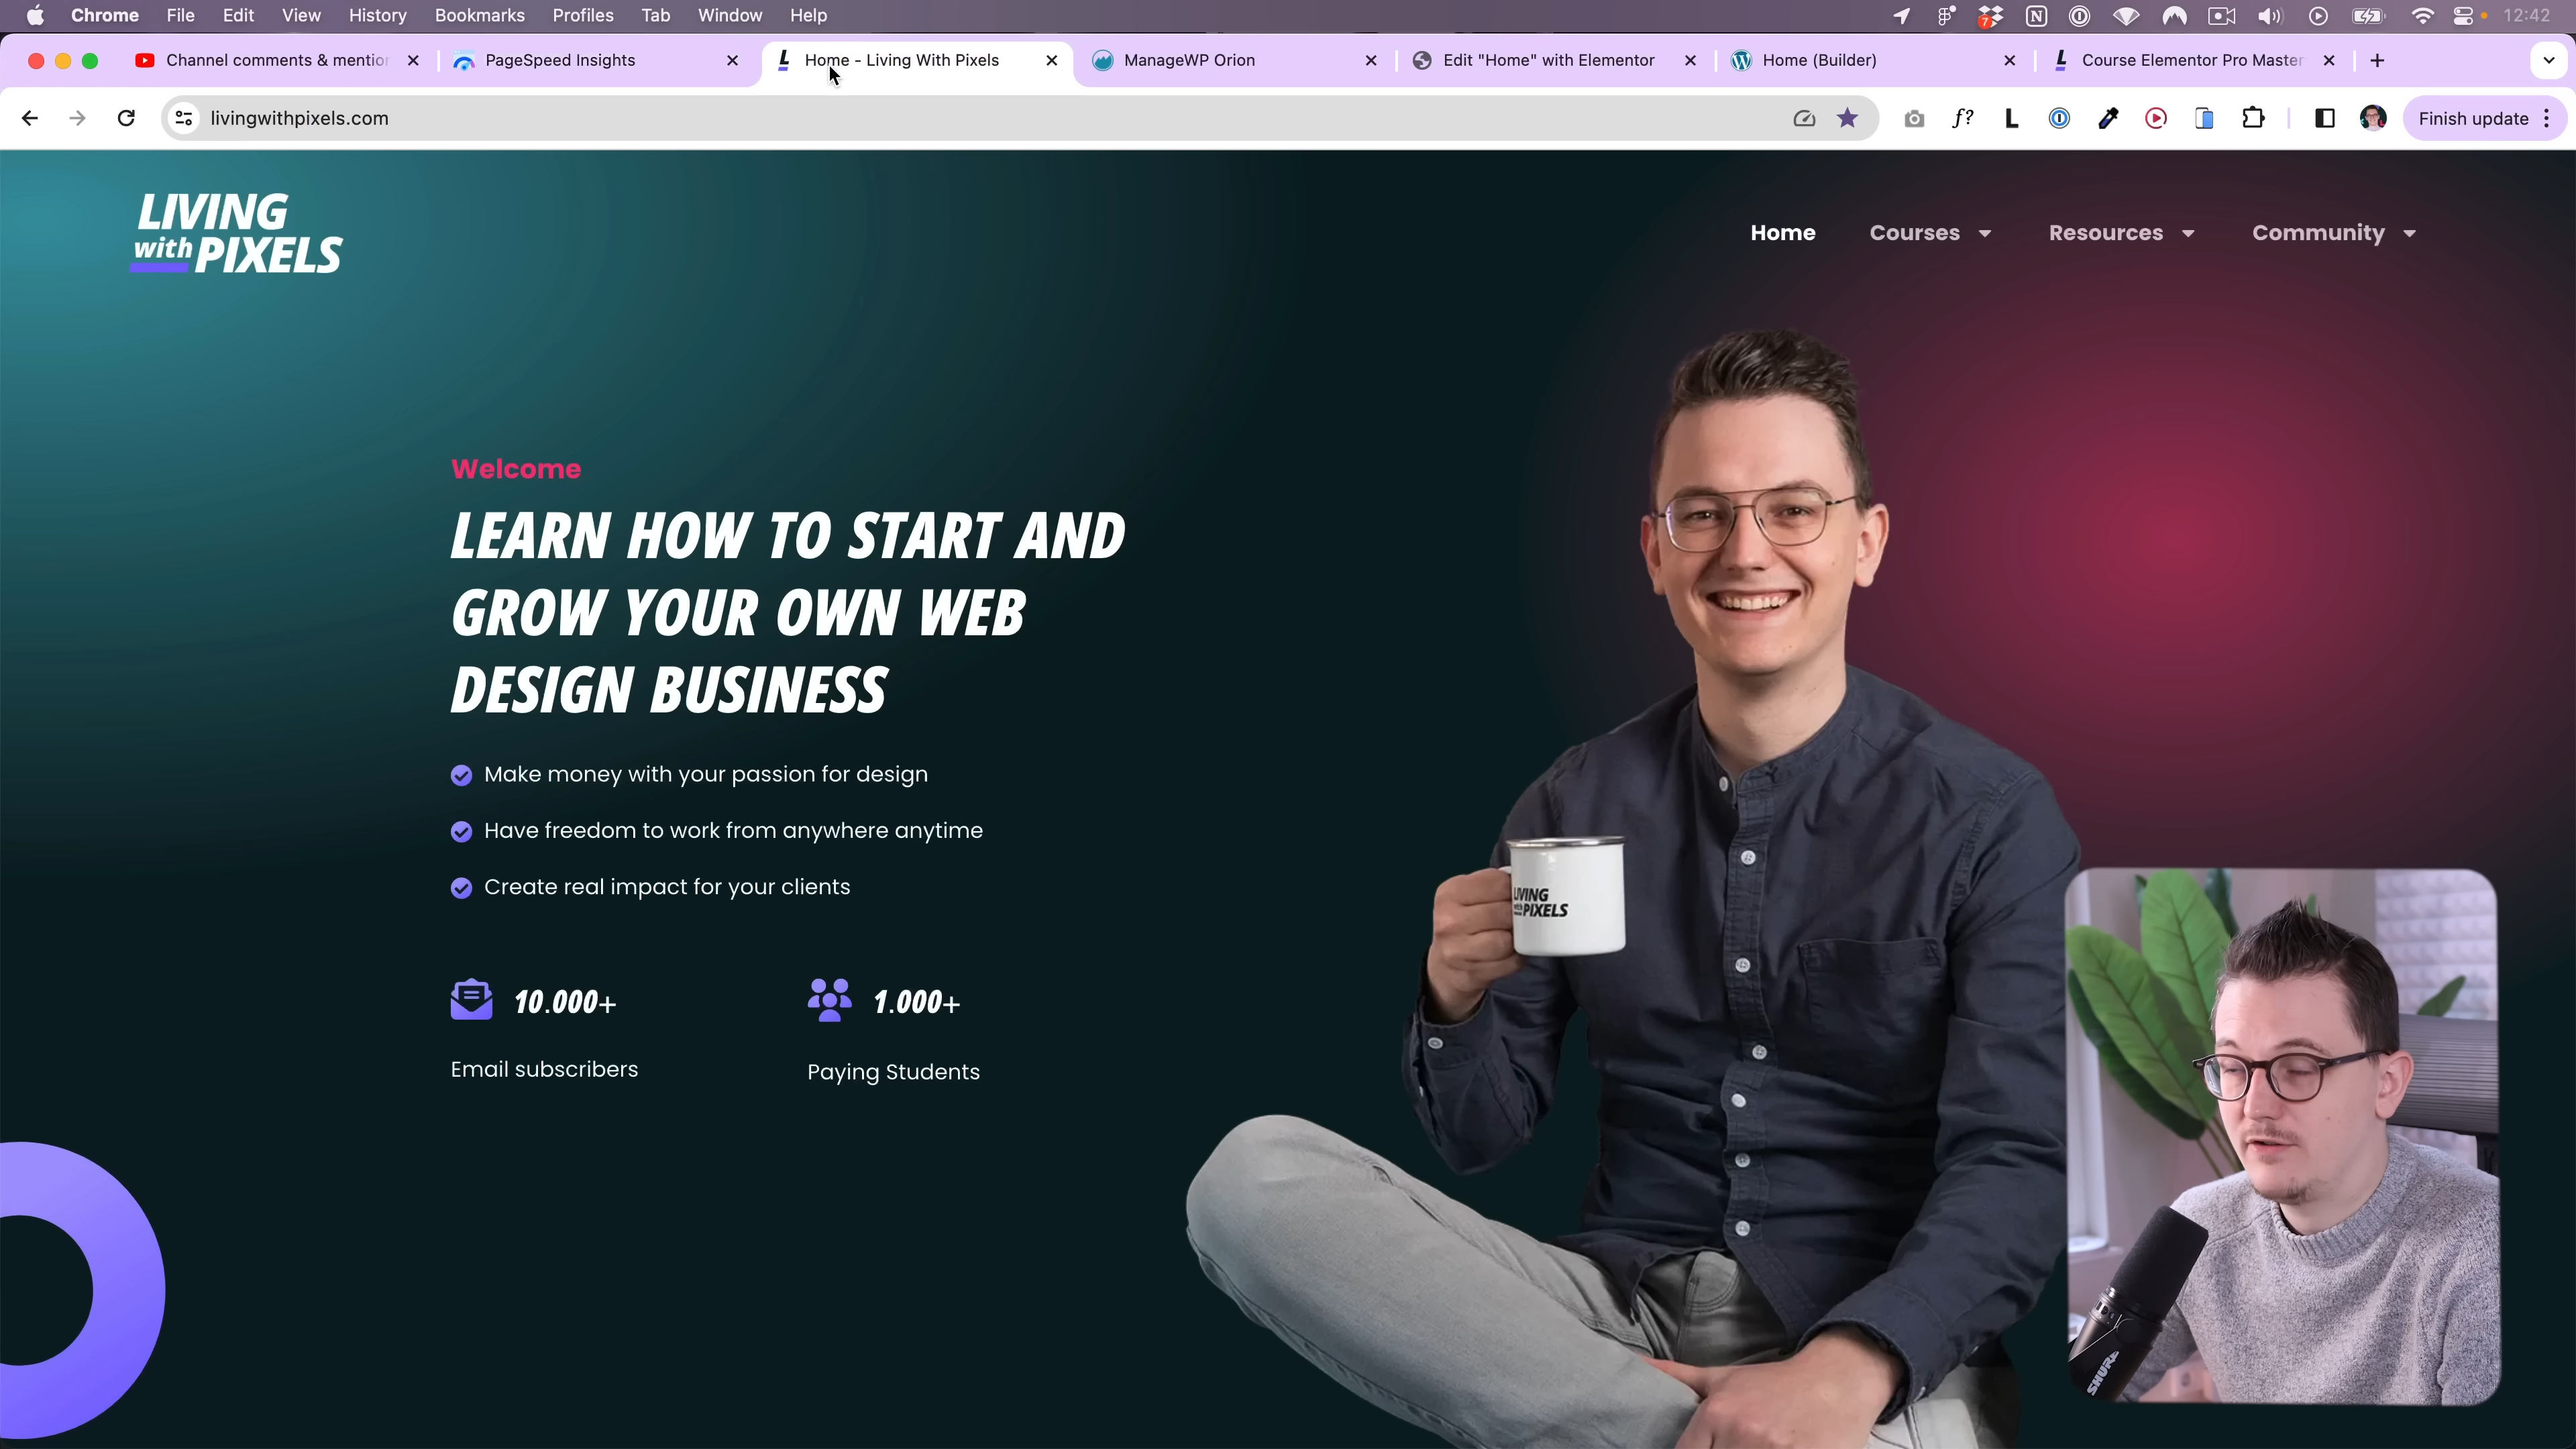 Chrome File Edit View History Bookmarks Profiles Tab Window Help 7 12:42
Channel comments & mention PageSpeed Insights Home - Living With Pixels ManageWP Orion Edit "Home" with Elementor Home (Builder) Course Elementor Pro Master
livingwithpixels.com f? L Finish update
LIVING
with PIXELS
Home Courses Resources Community
Welcome
LEARN HOW TO START AND
GROW YOUR OWN WEB
DESIGN BUSINESS
Make money with your passion for design
Have freedom to work from anywhere anytime
Create real impact for your clients
10.000+ 1.000+
Email subscribers Paying Students
LIVING
with PIXELS
SHURE